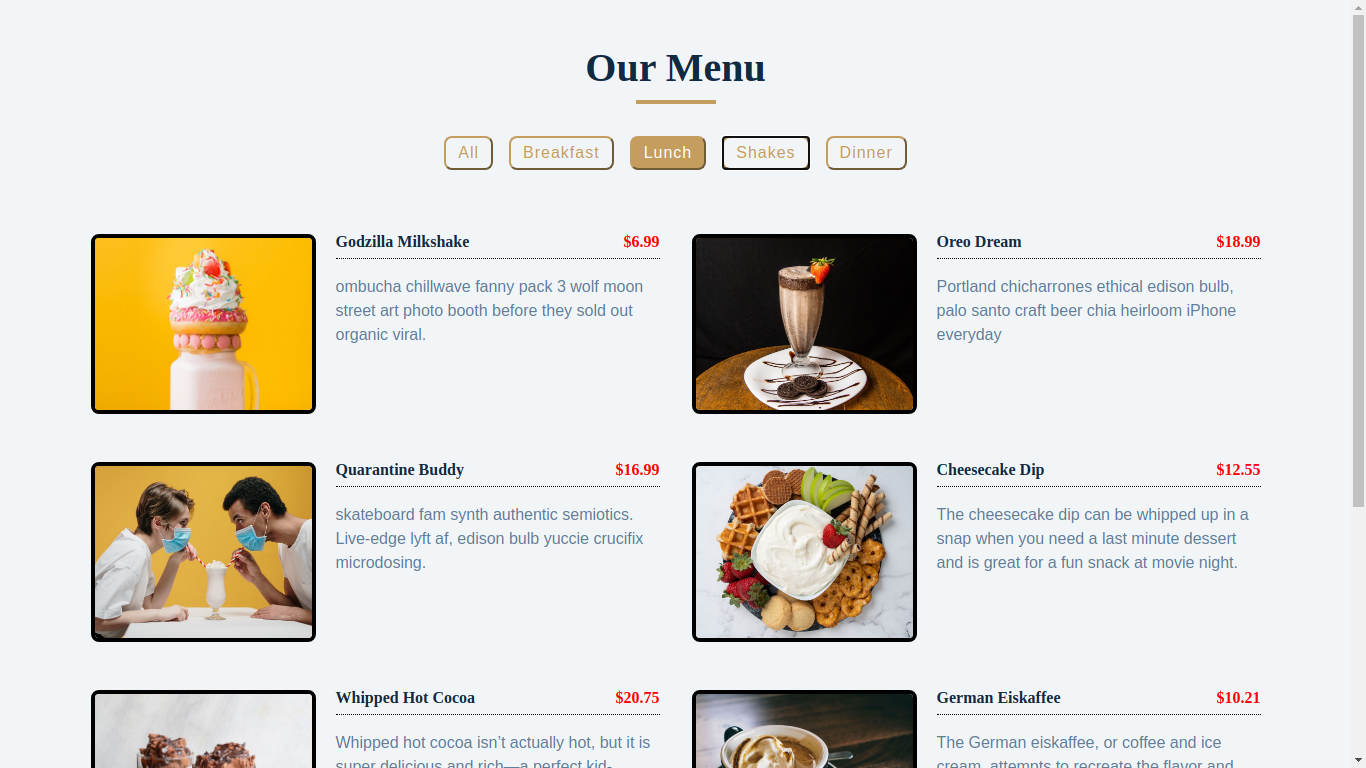 Our Menu
All
Breakfast
Lunch
Shakes
Dinner
Godzilla Milkshake
$6.99
ombucha chillwave fanny pack 3 wolf moon
street art photo booth before they sold out
organic viral.
Oreo Dream
$18.99
Portland chicharrones ethical edison bulb,
palo santo craft beer chia heirloom iPhone
everyday
Quarantine Buddy
$16.99
skateboard fam synth authentic semiotics.
Live-edge lyft af, edison bulb yuccie crucifix
microdosing.
Cheesecake Dip
$12.55
The cheesecake dip can be whipped up in a
snap when you need a last minute dessert
and is great for a fun snack at movie night.
Whipped Hot Cocoa
$20.75
Whipped hot cocoa isn’t actually hot, but it is
super delicious and rich—a perfect kid-
German Eiskaffee
$10.21
The German eiskaffee, or coffee and ice
cream, attempts to recreate the flavor and